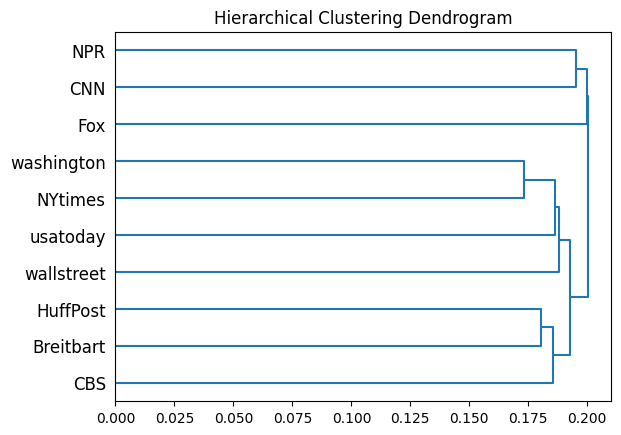 Hierarchical Clustering Dendrogram
NPR
CNN
Fox
washington
NYtimes
usatoday
wallstreet
HuffPost
Breitbart
CBS
0.000 0.025 0.050 0.075 0.100 0.125 0.150 0.175 0.200